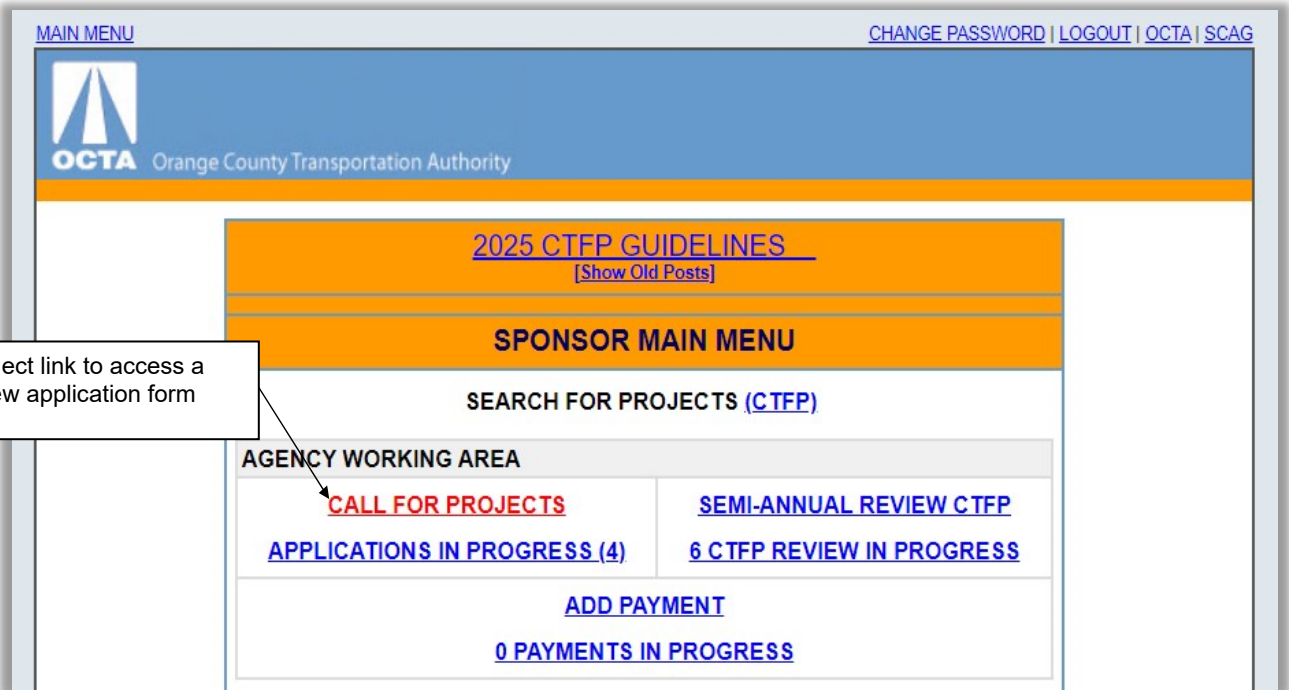 MAIN MENU
CHANGE PASSWORD | LOGOUT | OCTA | SCAG
OCTA Orange County Transportation Authority
2025 CTFP GUIDELINES
[Show Old Posts]
SPONSOR MAIN MENU
link to access a
application form
SEARCH FOR PROJECTS (CTFP)
AGENCY WORKING AREA
CALL FOR PROJECTS
SEMI-ANNUAL REVIEW CTFP
APPLICATIONS IN PROGRESS (4)
6 CTFP REVIEW IN PROGRESS
ADD PAYMENT
0 PAYMENTS IN PROGRESS